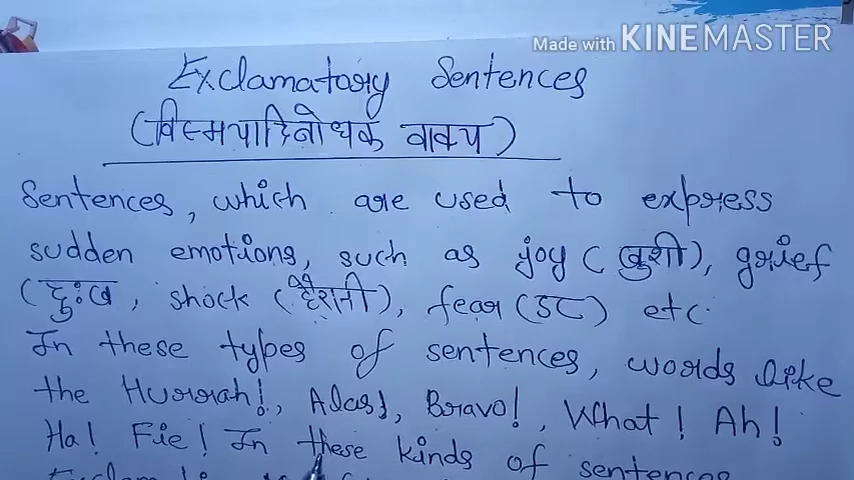 Made with KINEMASTER
Exclamatory Sentences
(विस्मयादिबोधक वाक्य)
Sentences, which are used to express
sudden emotions, such as joy (खुशी), grief
(दुःख, shock (हैरानी), fear (डर) etc.
In these types of sentences, words like
the Hurrah!, Alas!, Bravo!, What! Ah!
Ha! Fie! In these kinds of sentences